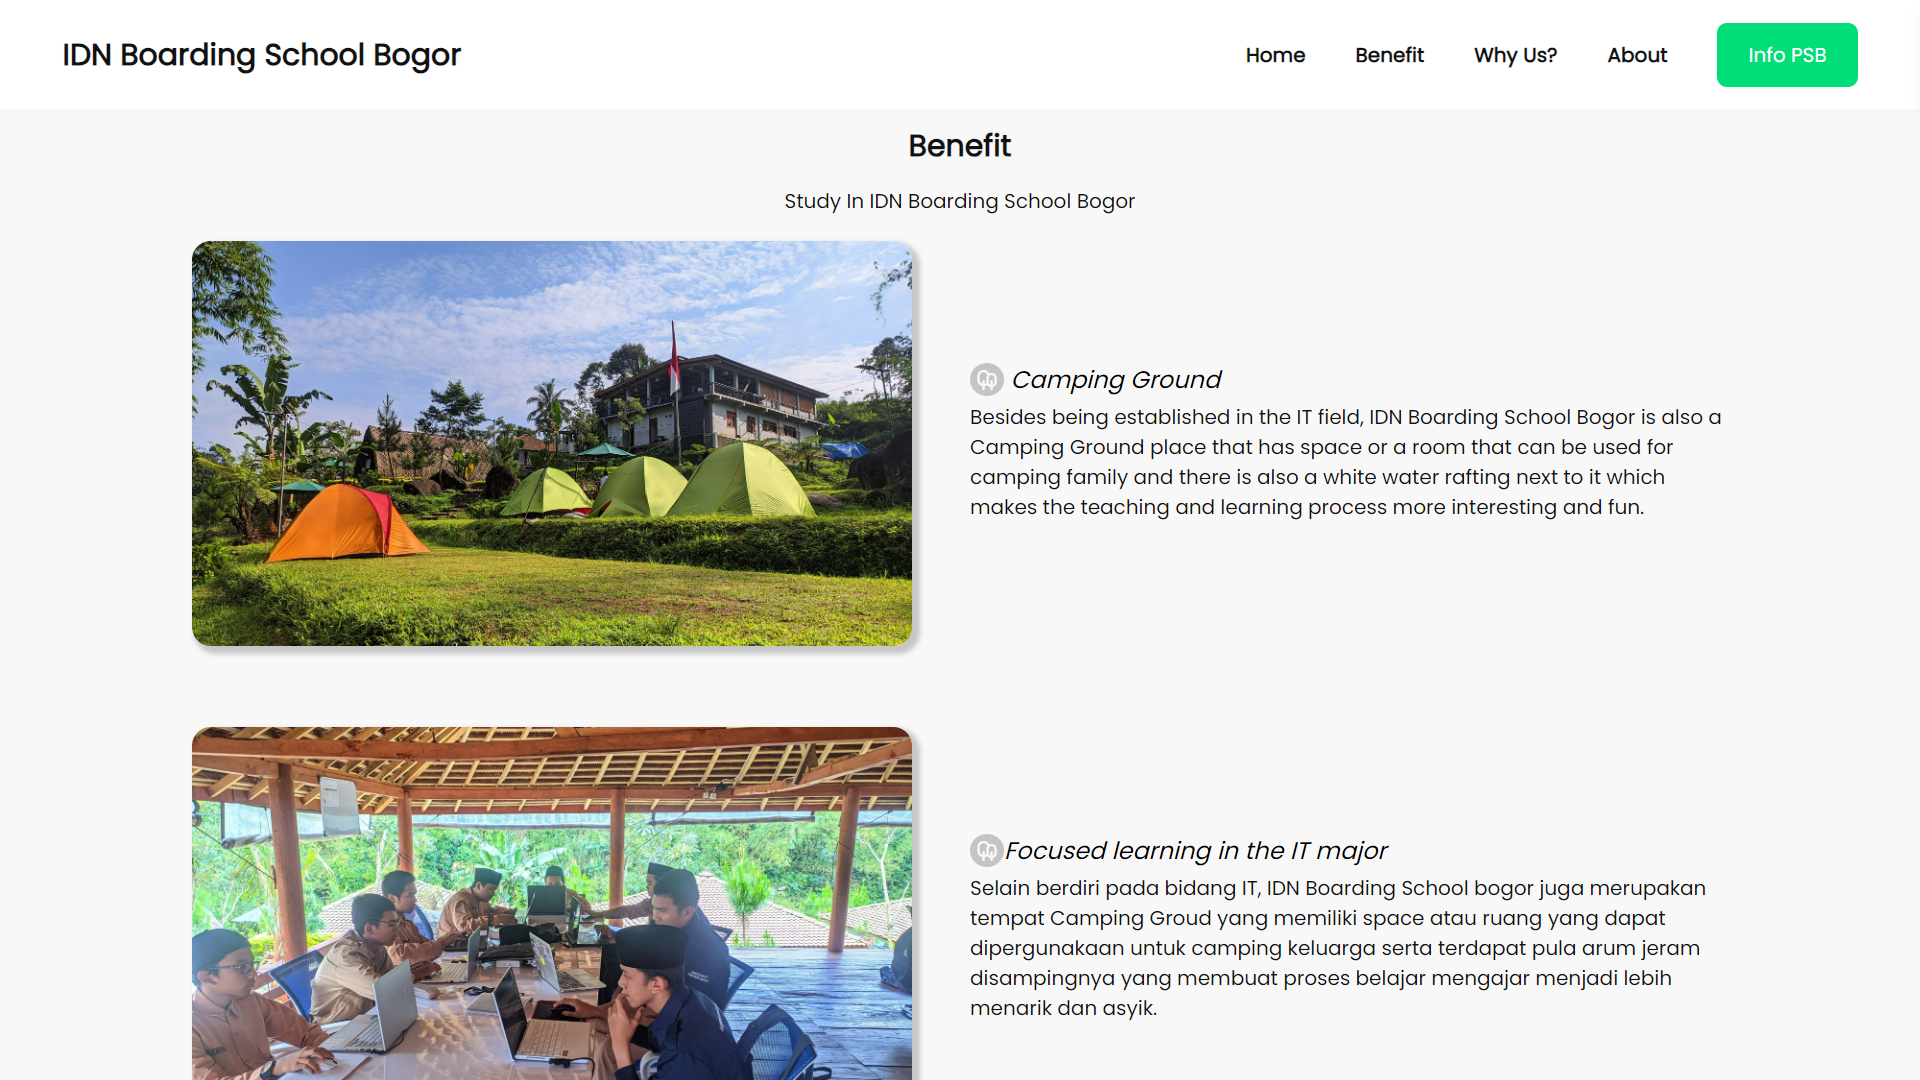 IDN Boarding School Bogor
Home
Benefit
Why Us?
About
Info PSB
Benefit
Study In IDN Boarding School Bogor
Camping Ground
Besides being established in the IT field, IDN Boarding School Bogor is also a
Camping Ground place that has space or a room that can be used for
camping family and there is also a white water rafting next to it which
makes the teaching and learning process more interesting and fun.
Focused learning in the IT major
Selain berdiri pada bidang IT, IDN Boarding School bogor juga merupakan
tempat Camping Groud yang memiliki space atau ruang yang dapat
dipergunakaan untuk camping keluarga serta terdapat pula arum jeram
disampingnya yang membuat proses belajar mengajar menjadi lebih
menarik dan asyik.